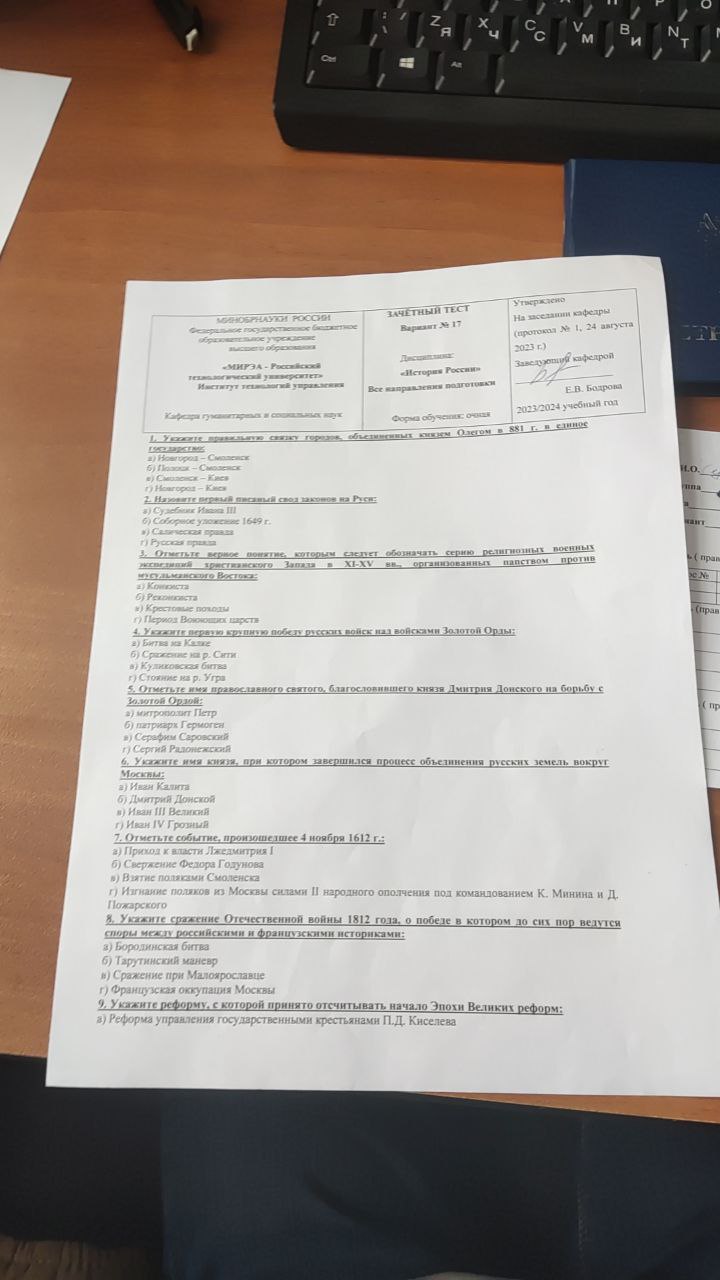 МИНОБРНАУКИ РОССИИ
Федеральное государственное бюджетное
образовательное учреждение
высшего образования
«МИРЭА - Российский
технологический университет»
Институт технологий управления
Кафедра гуманитарных и социальных наук
ЗАЧЁТНЫЙ ТЕСТ
Вариант № 17
Дисциплина:
«История России»
Все направления подготовки
Форма обучения: очная
Утверждено
На заседании кафедры
(протокол № 1, 24 августа
2023 г.)
Заведующий кафедрой
Е.В. Бодрова
2023/2024 учебный год
1. Укажите правильную связку городов, объединенных князем Олегом в 881 г. в единое
государство:
а) Новгород – Смоленск
б) Полоцк – Смоленск
в) Смоленск – Киев
г) Новгород – Киев
2. Назовите первый писаный свод законов на Руси:
а) Судебник Ивана III
б) Соборное уложение 1649 г.
в) Салическая правда
г) Русская правда
3. Отметьте верное понятие, которым следует обозначать серию религиозных военных
экспедиций христианского Запада в XI-XV вв., организованных папством против
мусульманского Востока:
а) Конкиста
б) Реконкиста
в) Крестовые походы
г) Период Воюющих царств
4. Укажите первую крупную победу русских войск над войсками Золотой Орды:
а) Битва на Калке
б) Сражение на р. Сити
в) Куликовская битва
г) Стояние на р. Угра
5. Отметьте имя православного святого, благословившего князя Дмитрия Донского на борьбу с
Золотой Ордой:
а) митрополит Петр
б) патриарх Гермоген
в) Серафим Саровский
г) Сергий Радонежский
6. Укажите имя князя, при котором завершился процесс объединения русских земель вокруг
Москвы:
а) Иван Калита
б) Дмитрий Донской
в) Иван III Великий
г) Иван IV Грозный
7. Отметьте событие, произошедшее 4 ноября 1612 г.:
а) Приход к власти Лжедмитрия I
б) Свержение Федора Годунова
в) Взятие поляками Смоленска
г) Изгнание поляков из Москвы силами II народного ополчения под командованием К. Минина и Д.
Пожарского
8. Укажите сражение Отечественной войны 1812 года, о победе в котором до сих пор ведутся
споры между российскими и французскими историками:
а) Бородинская битва
б) Тарутинский маневр
в) Сражение при Малоярославце
г) Французская оккупация Москвы
9. Укажите реформу, с которой принято отсчитывать начало Эпохи Великих реформ:
а) Реформа управления государственными крестьянами П.Д. Киселева
Ctrl
Alt
Z Я
X Ч
C С
V М
B И
N Т